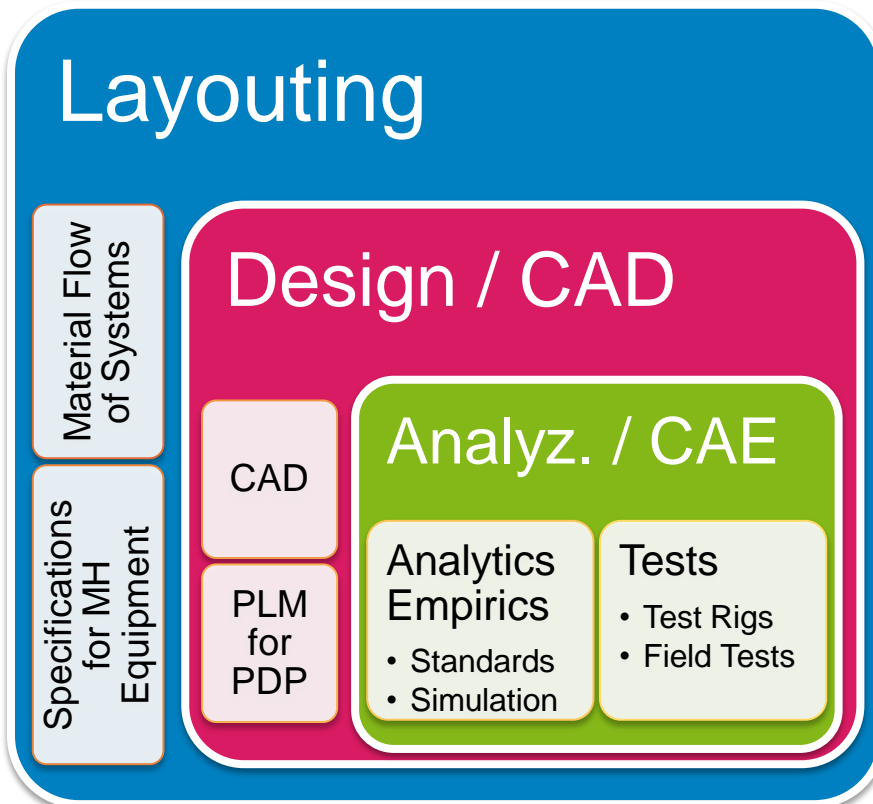 Layouting
Material Flow
of Systems
Specifications
for MH
Equipment
Design / CAD
CAD
PLM
for
PDP
Analyz. / CAE
Analytics
Empirics
• Standards
• Simulation
Tests
• Test Rigs
• Field Tests